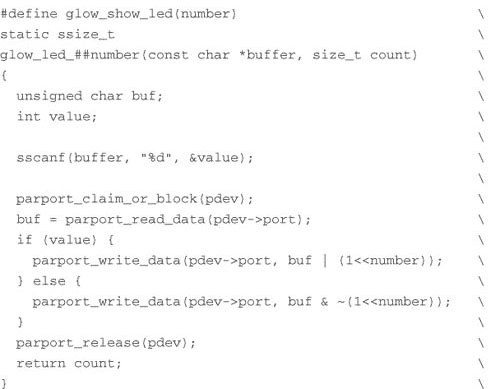 #define glow_show_led(number) \
static ssize_t \
glow_led_##number(const char *buffer, size_t count) \
{ \
  unsigned char buf; \
  int value; \
\
  sscanf(buffer, "%d", &value); \
\
  parport_claim_or_block(pdev); \
  buf = parport_read_data(pdev->port); \
  if (value) { \
    parport_write_data(pdev->port, buf | (1<<number)); \
  } else { \
    parport_write_data(pdev->port, buf & ~(1<<number)); \
  } \
  parport_release(pdev); \
  return count; \
} \